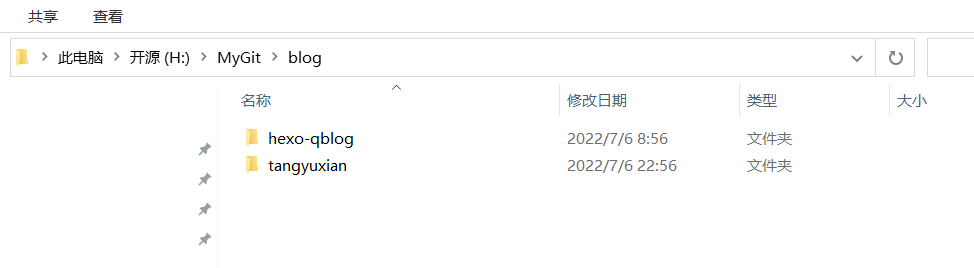 共享 查看
此电脑 开源 (H:) MyGit blog
名称 修改日期 类型 大小
hexo-qblog 2022/7/6 8:56 文件夹
tangyuxian 2022/7/6 22:56 文件夹